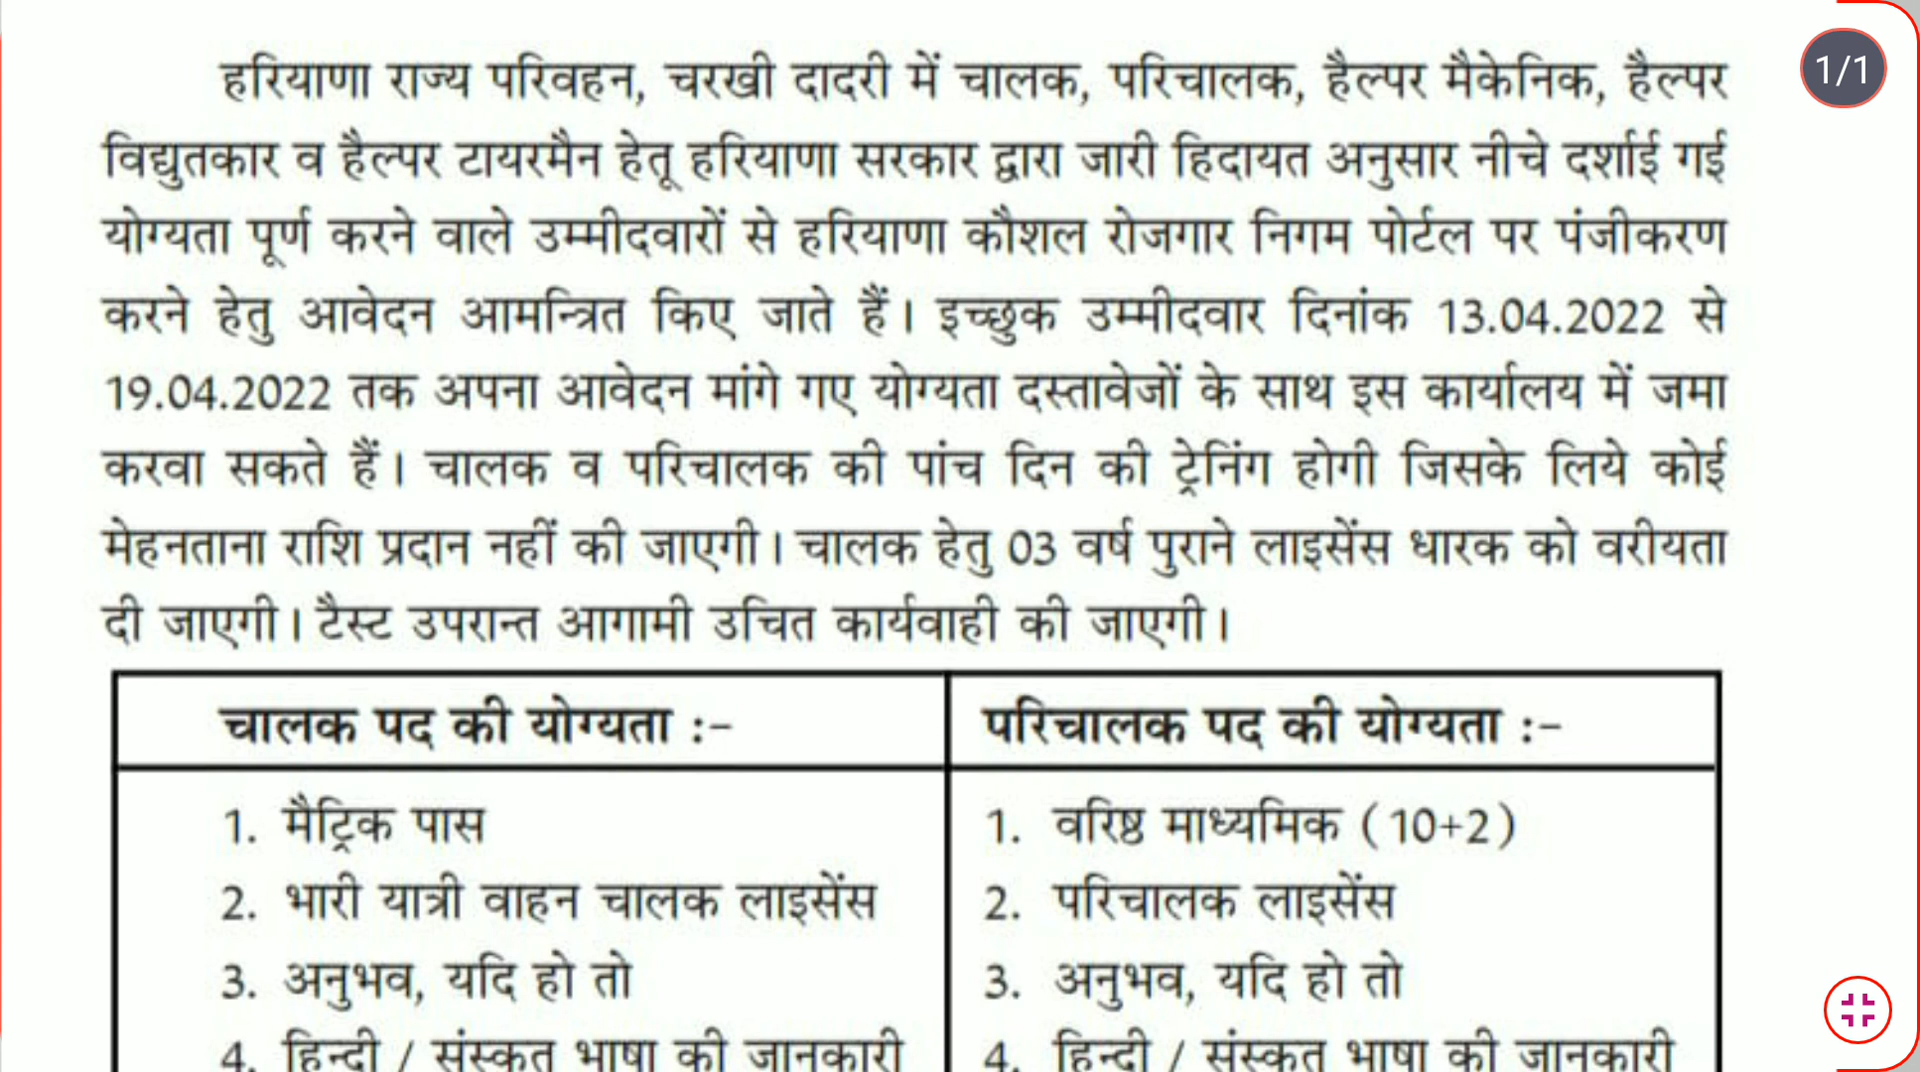 हरियाणा राज्य परिवहन, चरखी दादरी में चालक, परिचालक, हैल्पर मैकेनिक, हैल्पर
1/1
विद्युतकार व हैल्पर टायरमैन हेतू हरियाणा सरकार द्वारा जारी हिदायत अनुसार नीचे दर्शाई गई
योग्यता पूर्ण करने वाले उम्मीदवारों से हरियाणा कौशल रोजगार निगम पोर्टल पर पंजीकरण
करने हेतु आवेदन आमन्त्रित किए जाते हैं। इच्छुक उम्मीदवार दिनांक 13.04.2022 से
19.04.2022 तक अपना आवेदन मांगे गए योग्यता दस्तावेजों के साथ इस कार्यालय में जमा
करवा सकते हैं। चालक व परिचालक की पांच दिन की ट्रेनिंग होगी जिसके लिये कोई
मेहनताना राशि प्रदान नहीं की जाएगी। चालक हेतु 03 वर्ष पुराने लाइसेंस धारक को वरीयता
दी जाएगी। टैस्ट उपरान्त आगामी उचित कार्यवाही की जाएगी।
चालक पद की योग्यता :-
परिचालक पद की योग्यता :-
1. मैट्रिक पास
2. भारी यात्री वाहन चालक लाइसेंस
3. अनुभव, यदि हो तो
4. हिन्दी / संस्कृत भाषा की जानकारी
1. वरिष्ठ माध्यमिक (10+2)
2. परिचालक लाइसेंस
3. अनुभव, यदि हो तो
4. हिन्दी / संस्कृत भाषा की जानकारी